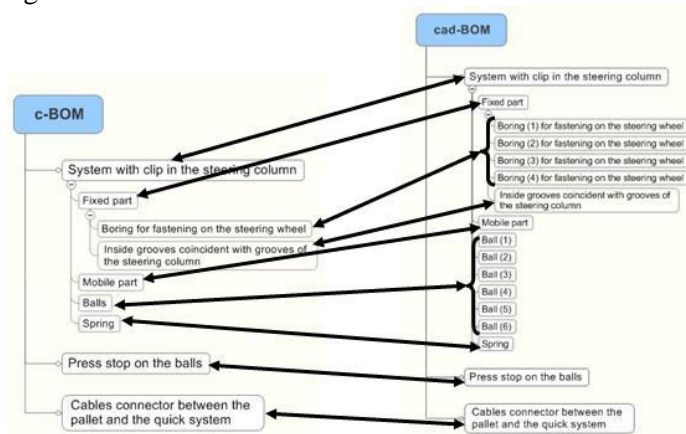 c-BOM
System with clip in the steering column
Fixed part
Boring for fastening on the steering wheel
Inside grooves coincident with grooves of
the steering column
Mobile part
Balls
Spring
Press stop on the balls
Cables connector between the
pallet and the quick system
cad-BOM
System with clip in the steering column
Fixed part
Boring (1) for fastening on the steering wheel
Boring (2) for fastening on the steering wheel
Boring (3) for fastening on the steering wheel
Boring (4) for fastening on the steering wheel
Inside grooves coincident with grooves of
the steering column
Mobile part
Ball (1)
Ball (2)
Ball (3)
Ball (4)
Ball (5)
Ball (6)
Spring
Press stop on the balls
Cables connector between the
pallet and the quick system